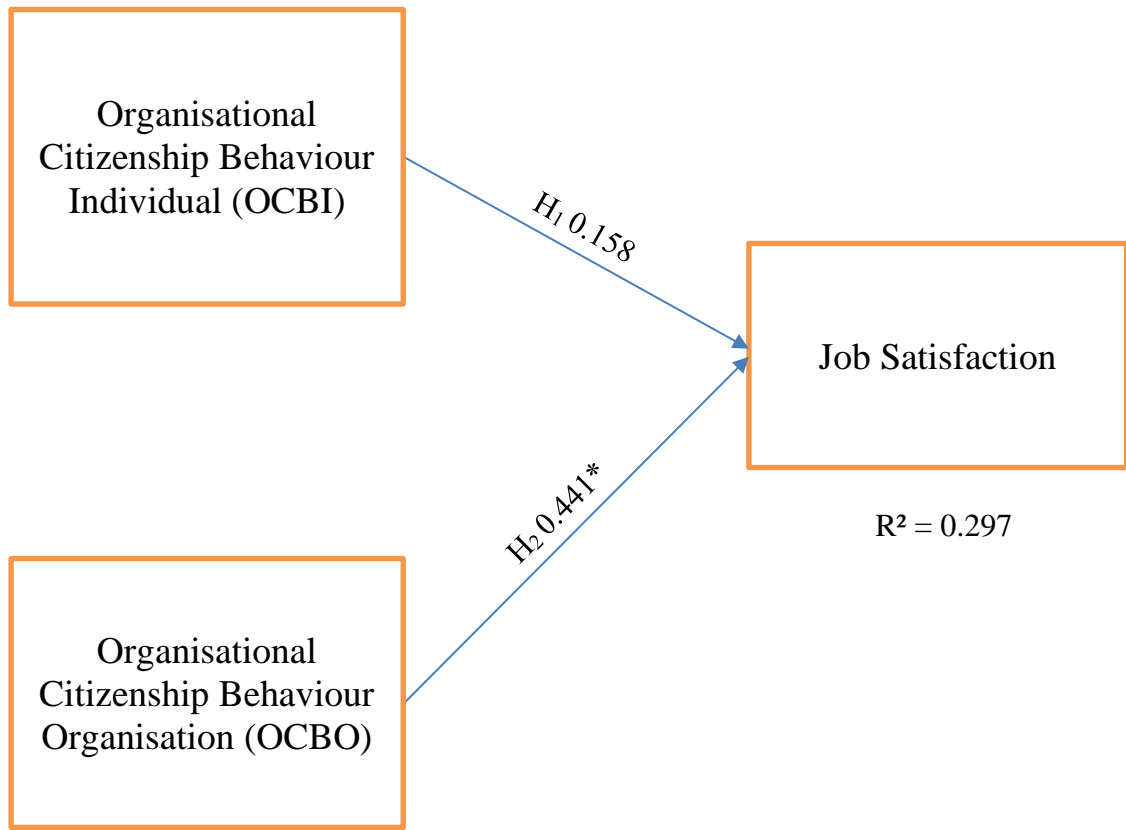 Organisational
Citizenship Behaviour
Individual (OCBI)
H₁ 0.158
Job Satisfaction
H₂ 0.441*
R² = 0.297
Organisational
Citizenship Behaviour
Organisation (OCBO)